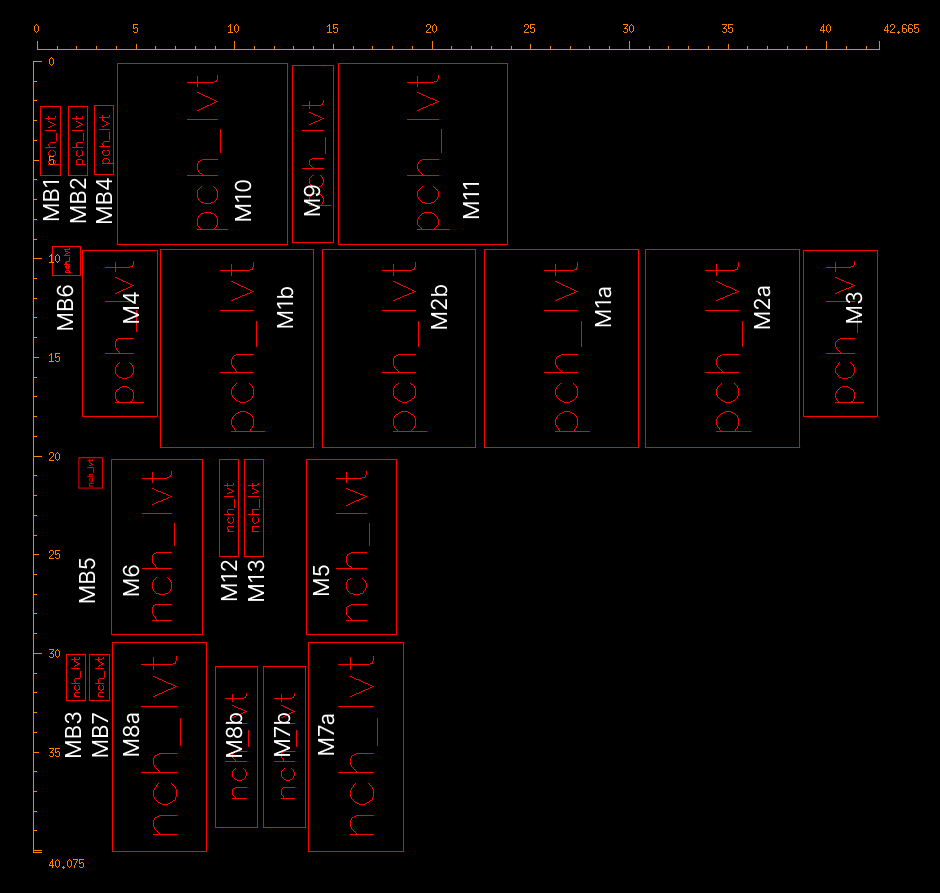 0 5 10 15 20 25 30 35 40 42.665
0
pch_lvt pch_lvt pch_lvt pch_lvt pch_lvt pch_lvt
5
MB1 MB2 MB4 M10 M9 M11
10
pch_lvt pch_lvt pch_lvt pch_lvt pch_lvt pch_lvt pch_lvt
MB6 M4 M1b M2b M1a M2a M3
15
20
nch_lvt nch_lvt nch_lvt nch_lvt nch_lvt
25
MB5 M6 M12 M13 M5
30
nch_lvt nch_lvt nch_lvt nch_lvt nch_lvt nch_lvt
MB3 MB7 M8a M8b M7b M7a
35
40.075